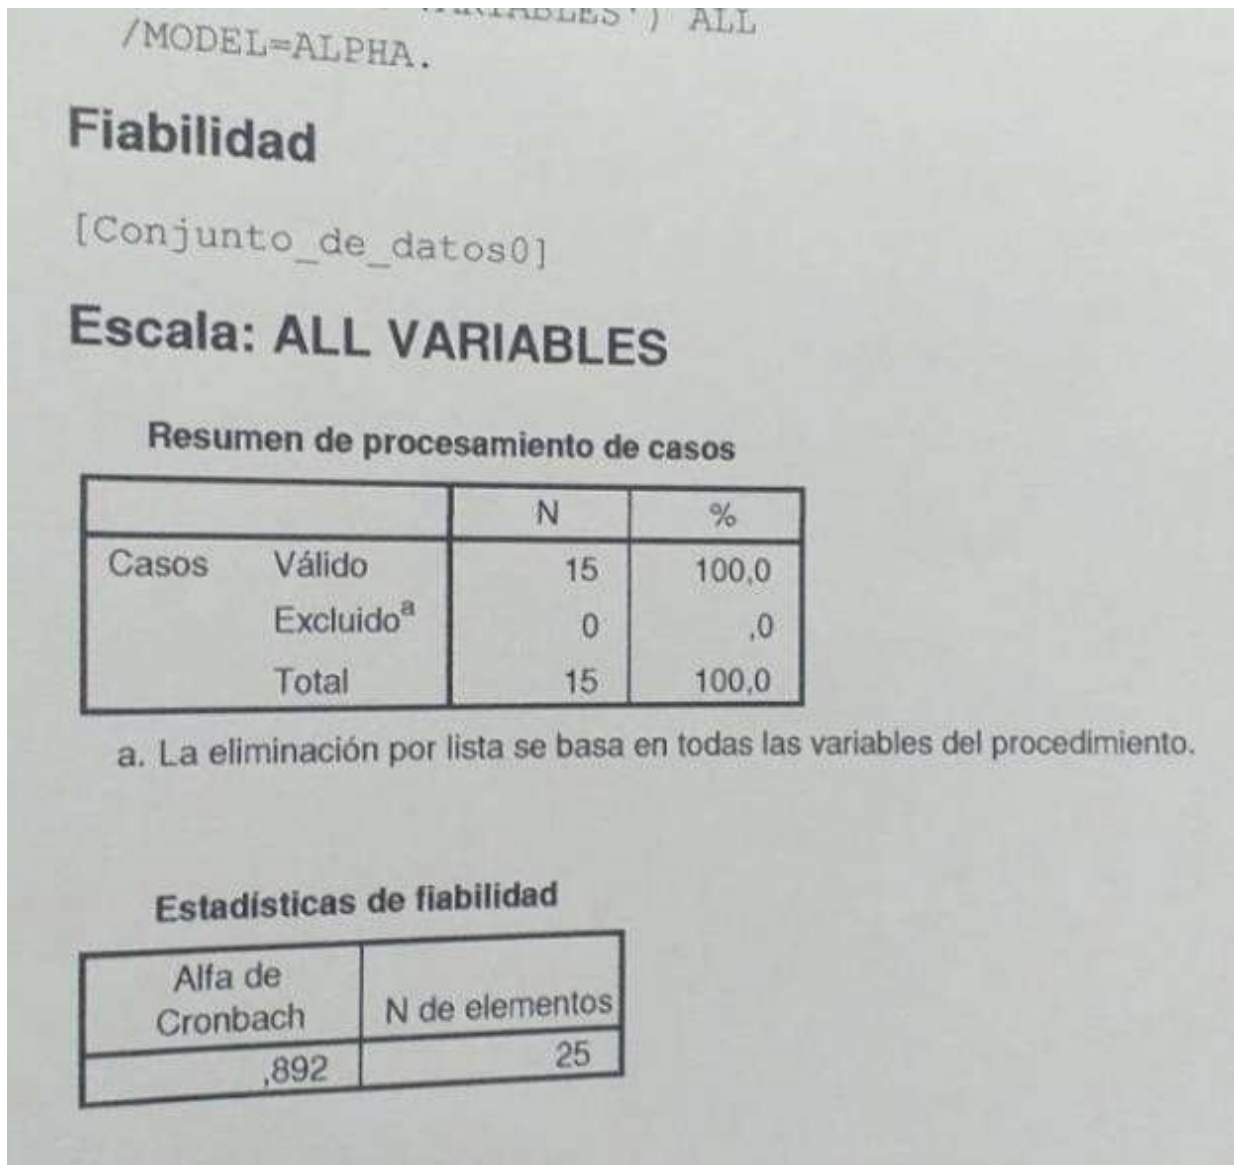 VARIABLES') ALL
/MODEL=ALPHA.
Fiabilidad
[Conjunto_de_datos0]
Escala: ALL VARIABLES
Resumen de procesamiento de casos
N %
Casos Válido 15 100,0
Excluidoª 0 ,0
Total 15 100,0
a. La eliminación por lista se basa en todas las variables del procedimiento.
Estadísticas de fiabilidad
Alfa de
Cronbach N de elementos
,892 25